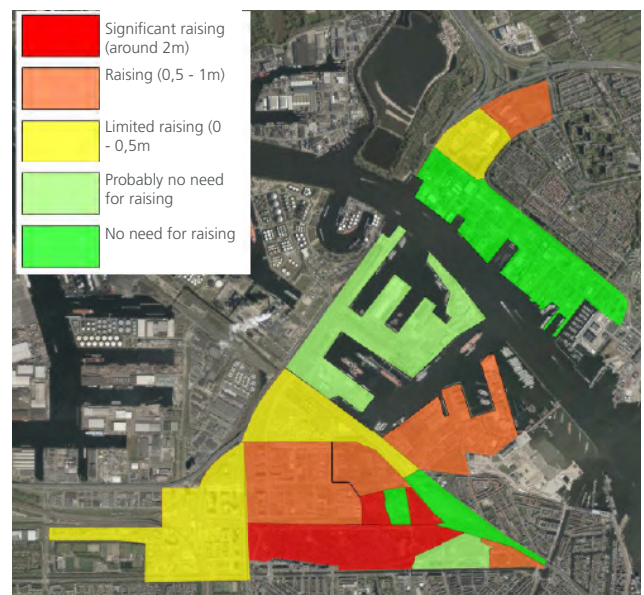 Significant raising
(around 2m)
Raising (0,5 - 1m)
Limited raising (0
- 0,5m
Probably no need
for raising
No need for raising